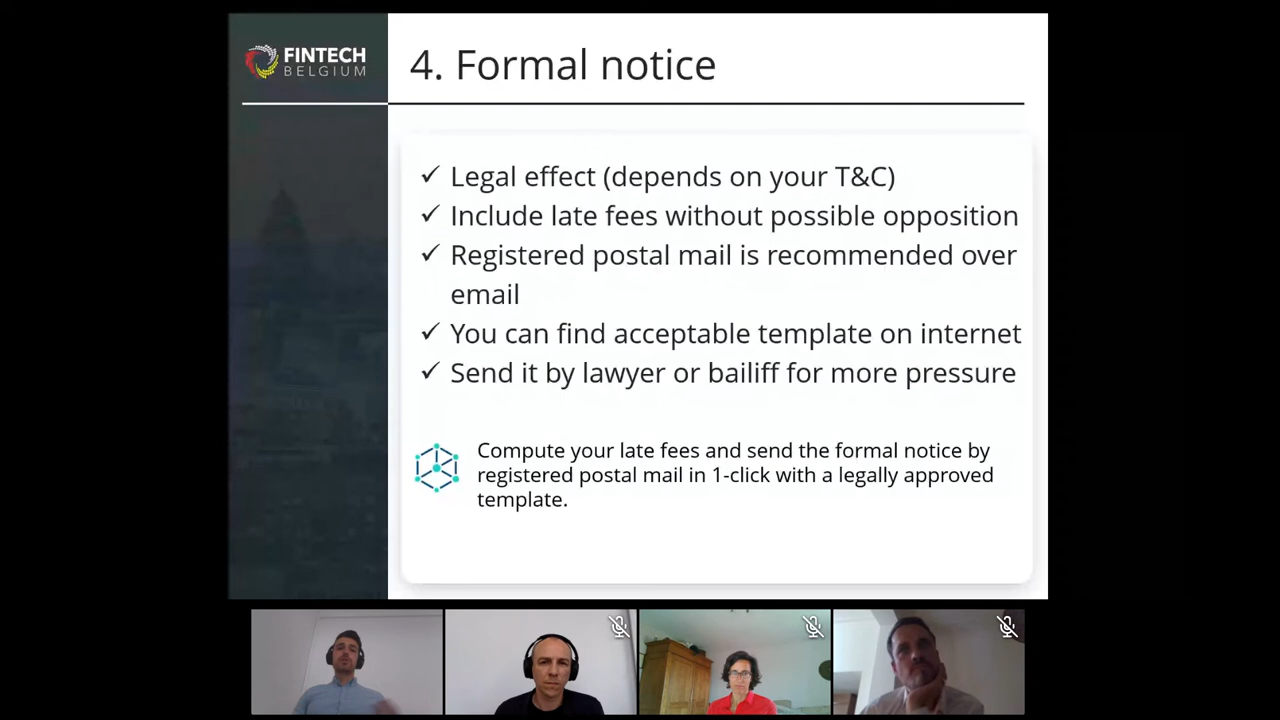 FINTECH
BELGIUM
4. Formal notice
✓ Legal effect (depends on your T&C)
✓ Include late fees without possible opposition
✓ Registered postal mail is recommended over
email
✓ You can find acceptable template on internet
✓ Send it by lawyer or bailiff for more pressure
Compute your late fees and send the formal notice by
registered postal mail in 1-click with a legally approved
template.